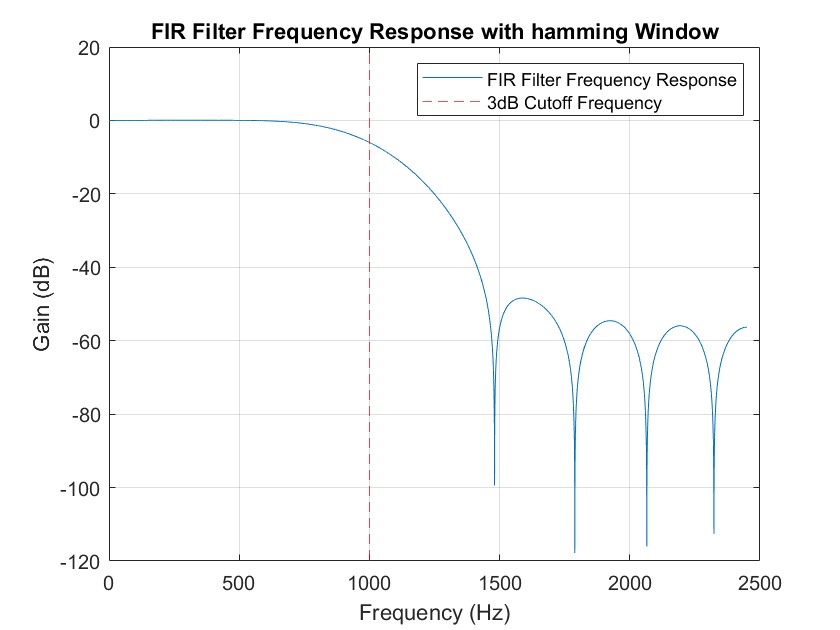 FIR Filter Frequency Response with hamming Window
FIR Filter Frequency Response
3dB Cutoff Frequency
Gain (dB)
20
0
-20
-40
-60
-80
-100
-120
0 500 1000 1500 2000 2500
Frequency (Hz)